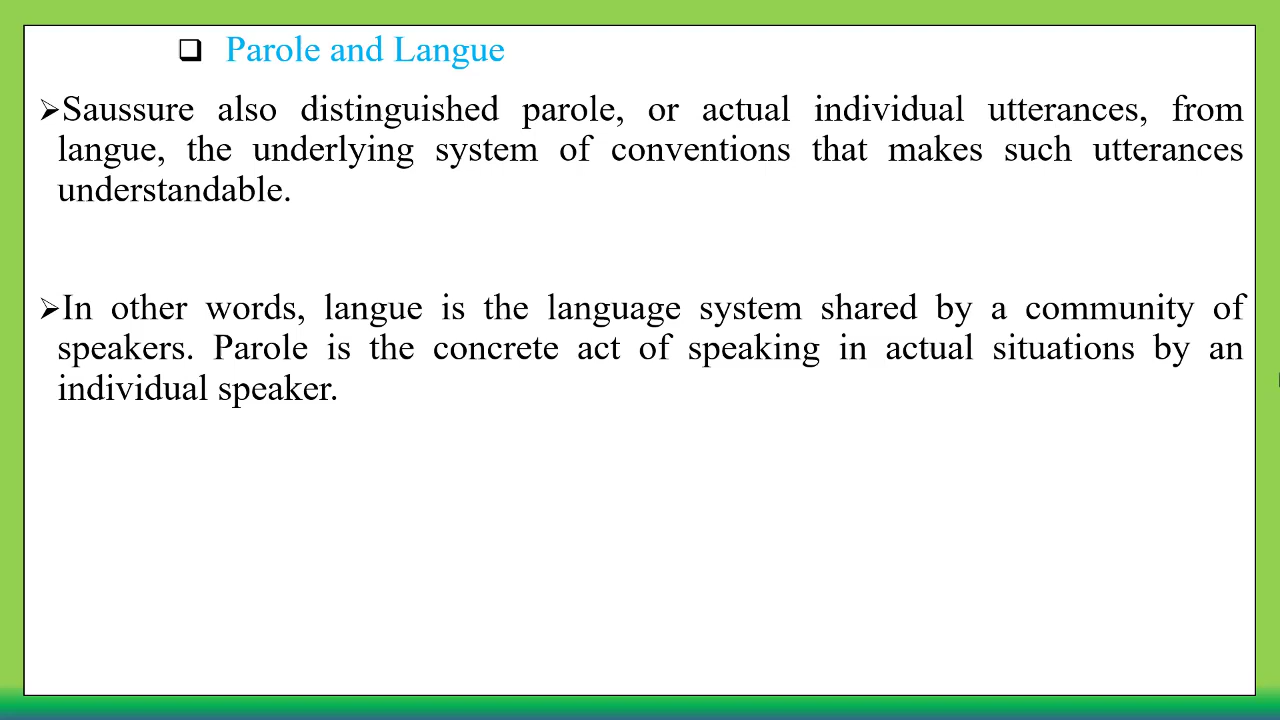 Parole and Langue
Saussure also distinguished parole, or actual individual utterances, from
langue, the underlying system of conventions that makes such utterances
understandable.
In other words, langue is the language system shared by a community of
speakers. Parole is the concrete act of speaking in actual situations by an
individual speaker.